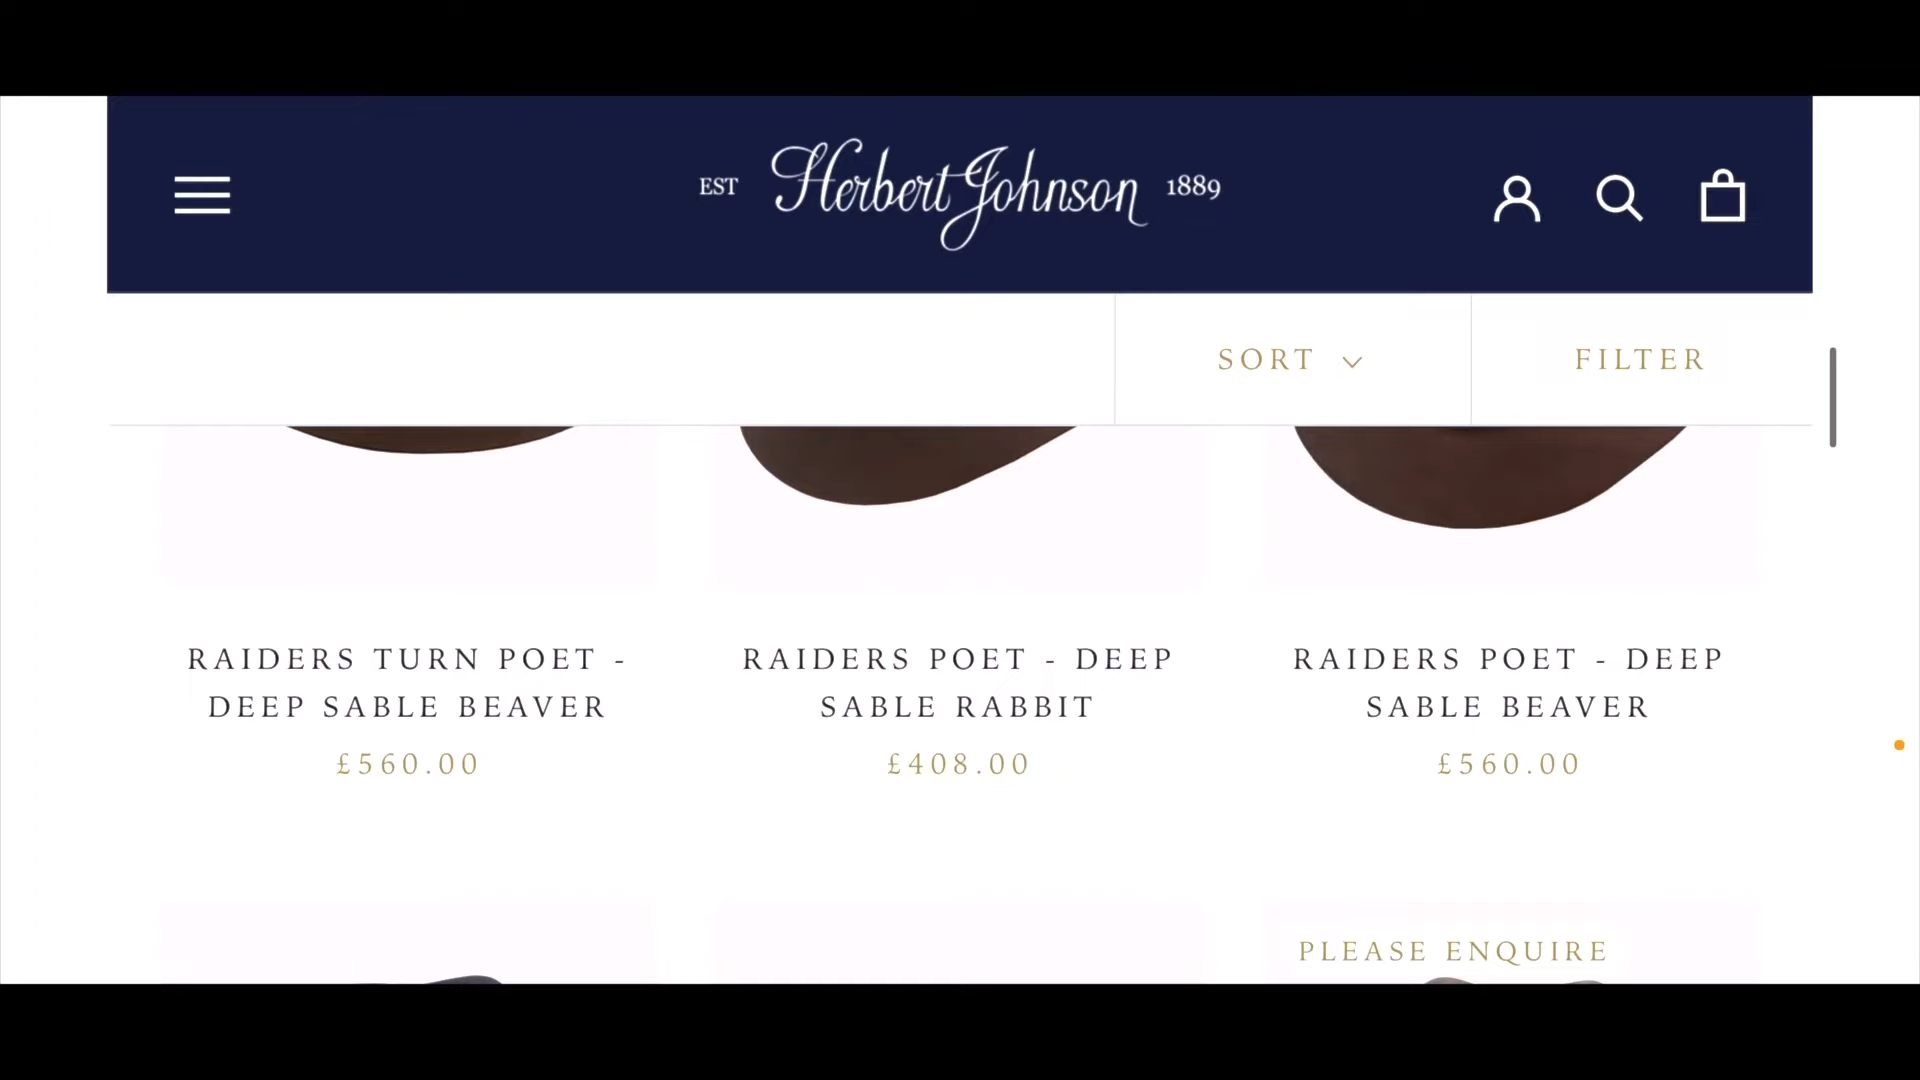 EST Herbert Johnson 1889
SORT
FILTER
RAIDERS TURN POET -
DEEP SABLE BEAVER
£560.00
RAIDERS POET - DEEP
SABLE RABBIT
£408.00
RAIDERS POET - DEEP
SABLE BEAVER
£560.00
PLEASE ENQUIRE